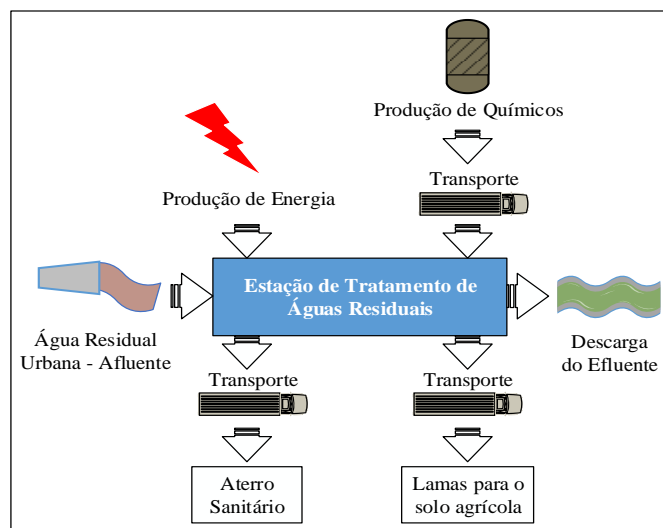 Produção de Químicos
Transporte
Produção de Energia
Estação de Tratamento de
Águas Residuais
Água Residual
Urbana - Afluente
Descarga
do Efluente
Transporte
Transporte
Aterro
Sanitário
Lamas para o
solo agrícola